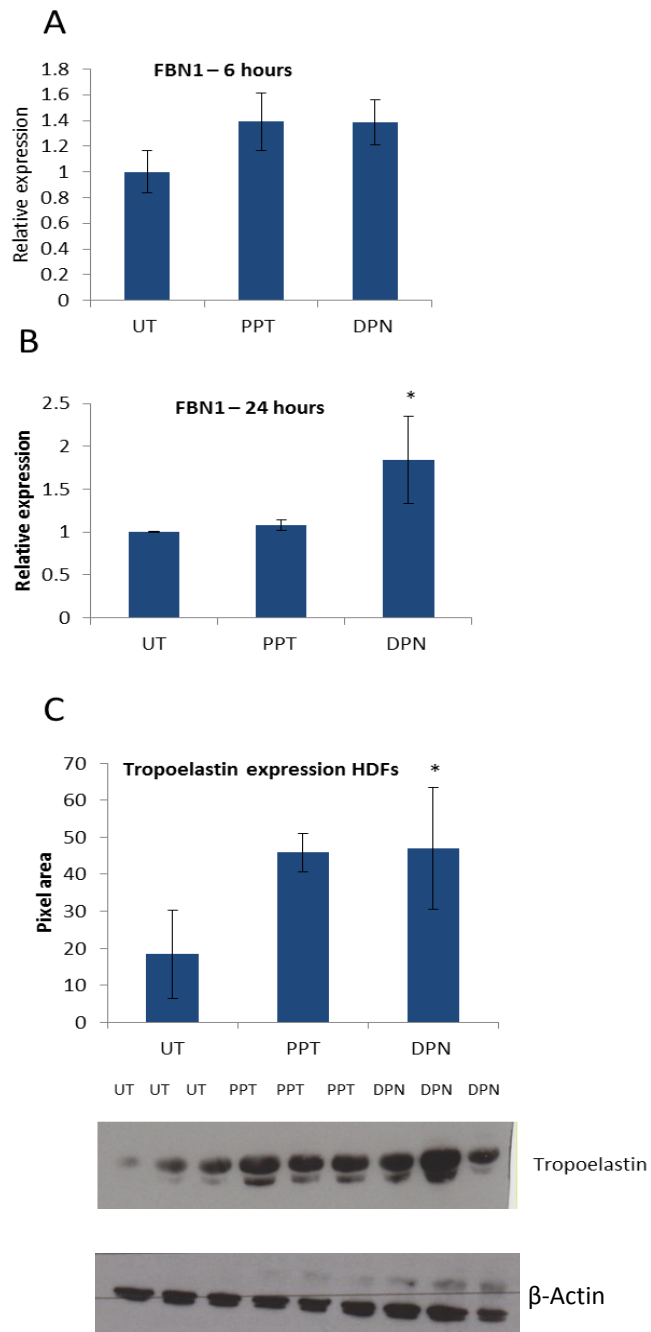 A
FBN1 – 6 hours
Relative expression
1.8
1.6
1.4
1.2
1
0.8
0.6
0.4
0.2
0
UT PPT DPN
B
FBN1 – 24 hours
Relative expression
2.5
2
1.5
1
0.5
0
*
UT PPT DPN
C
Tropoelastin expression HDFs
*
Pixel area
70
60
50
40
30
20
10
0
UT PPT DPN
UT UT UT PPT PPT PPT DPN DPN DPN
Tropoelastin
β-Actin